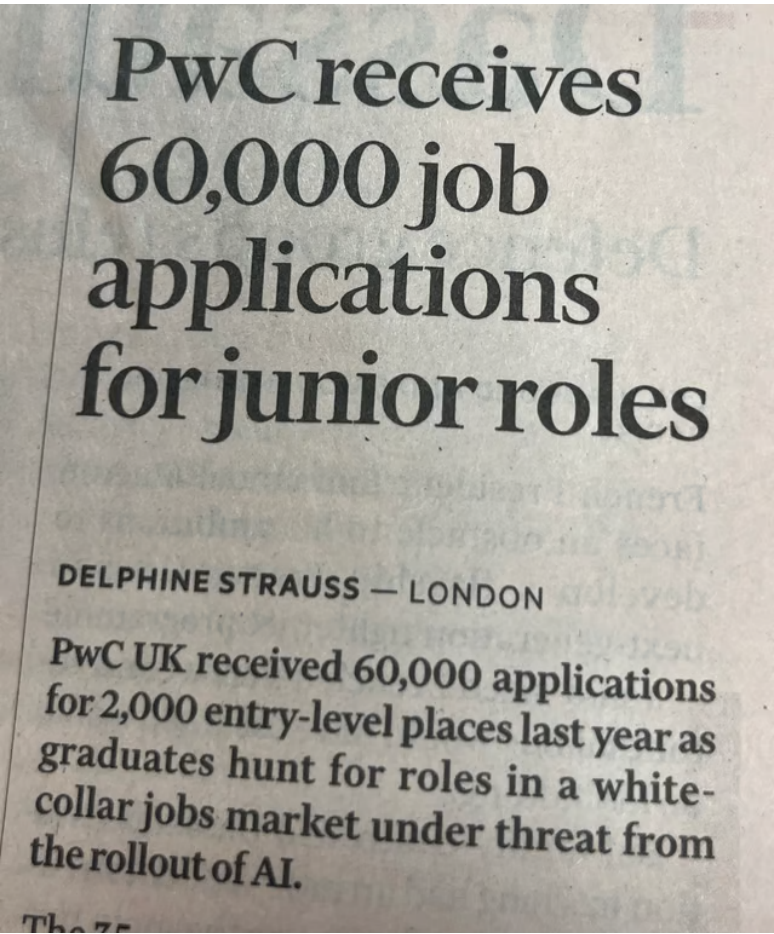 PwC receives
60,000 job
applications
for junior roles
DELPHINE STRAUSS — LONDON
PwC UK received 60,000 applications
for 2,000 entry-level places last year as
graduates hunt for roles in a white-
collar jobs market under threat from
the rollout of AI.
The 75